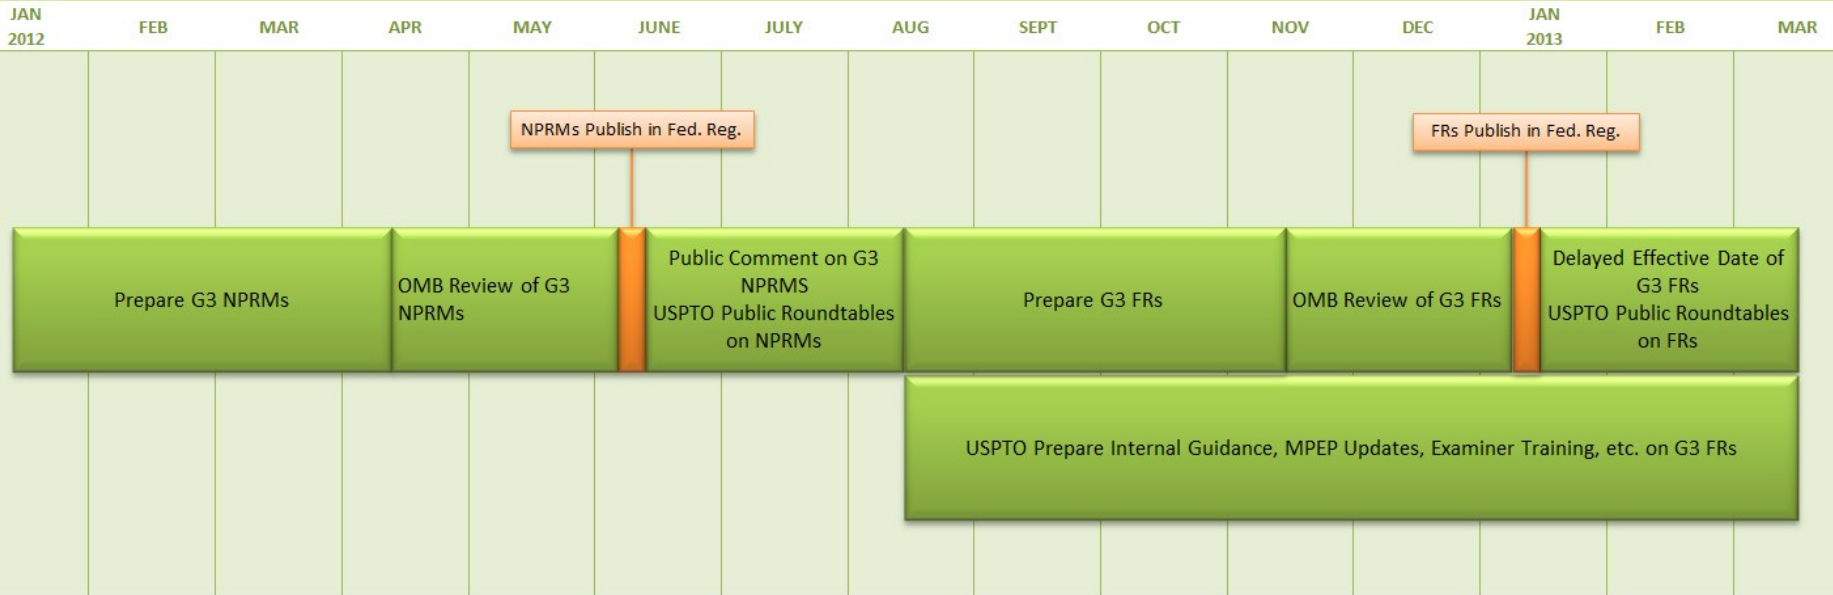 JAN
2012
FEB
MAR
APR
MAY
JUNE
JULY
AUG
SEPT
OCT
NOV
DEC
JAN
2013
FEB
MAR
NPRMs Publish in Fed. Reg.
FRs Publish in Fed. Reg.
Prepare G3 NPRMs
OMB Review of G3
NPRMs
Public Comment on G3
NPRMS
USPTO Public Roundtables
on NPRMs
Prepare G3 FRs
OMB Review of G3 FRs
Delayed Effective Date of
G3 FRs
USPTO Public Roundtables
on FRs
USPTO Prepare Internal Guidance, MPEP Updates, Examiner Training, etc. on G3 FRs